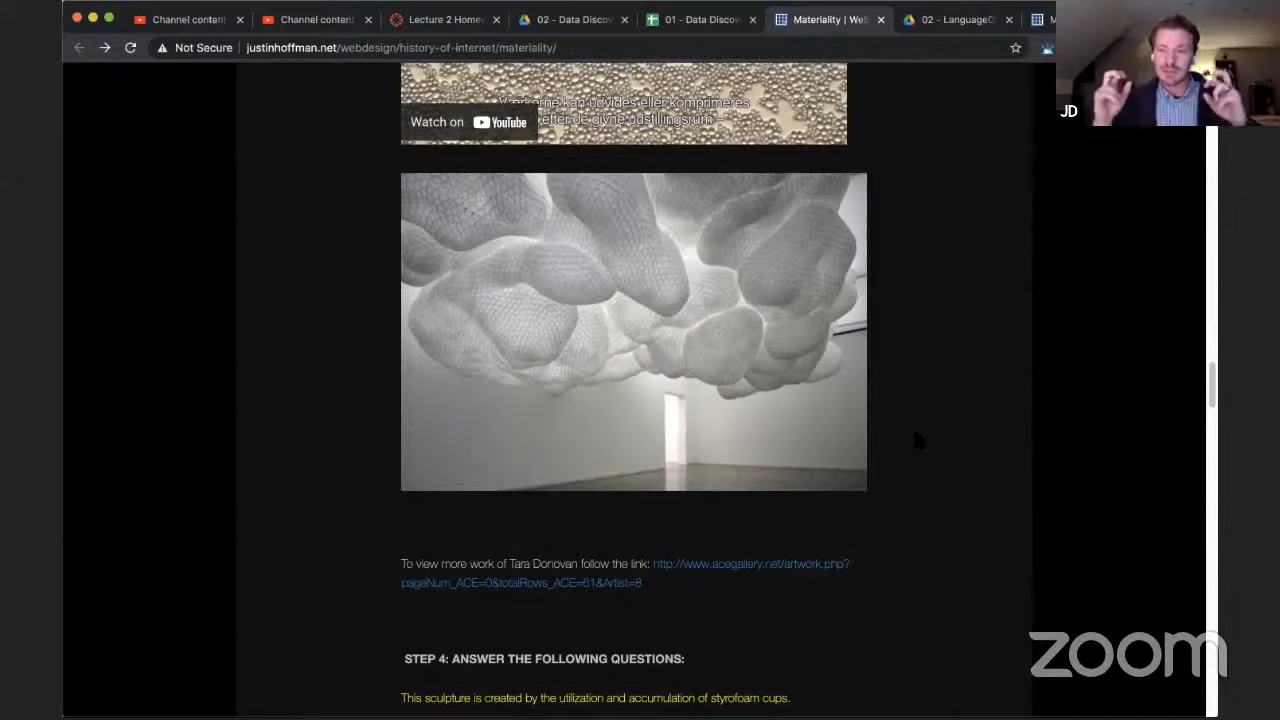 Channel content
Channel content
Lecture 2 Home
02 - Data Discov
01 - Data Discov
Materiality | Web
02 - Language
Not Secure
justinhoffman.net/webdesign/history-of-internet/materiality/
JD
Værkerne kan udvides eller komprimeres
efter de givne udstillingsrum –
Watch on YouTube
To view more work of Tara Donovan follow the link: http://www.acegallery.net/artwork.php?
pageNum_ACE=0&totalRows_ACE=61&Artist=8
STEP 4: ANSWER THE FOLLOWING QUESTIONS:
This sculpture is created by the utilization and accumulation of styrofoam cups.
zoom